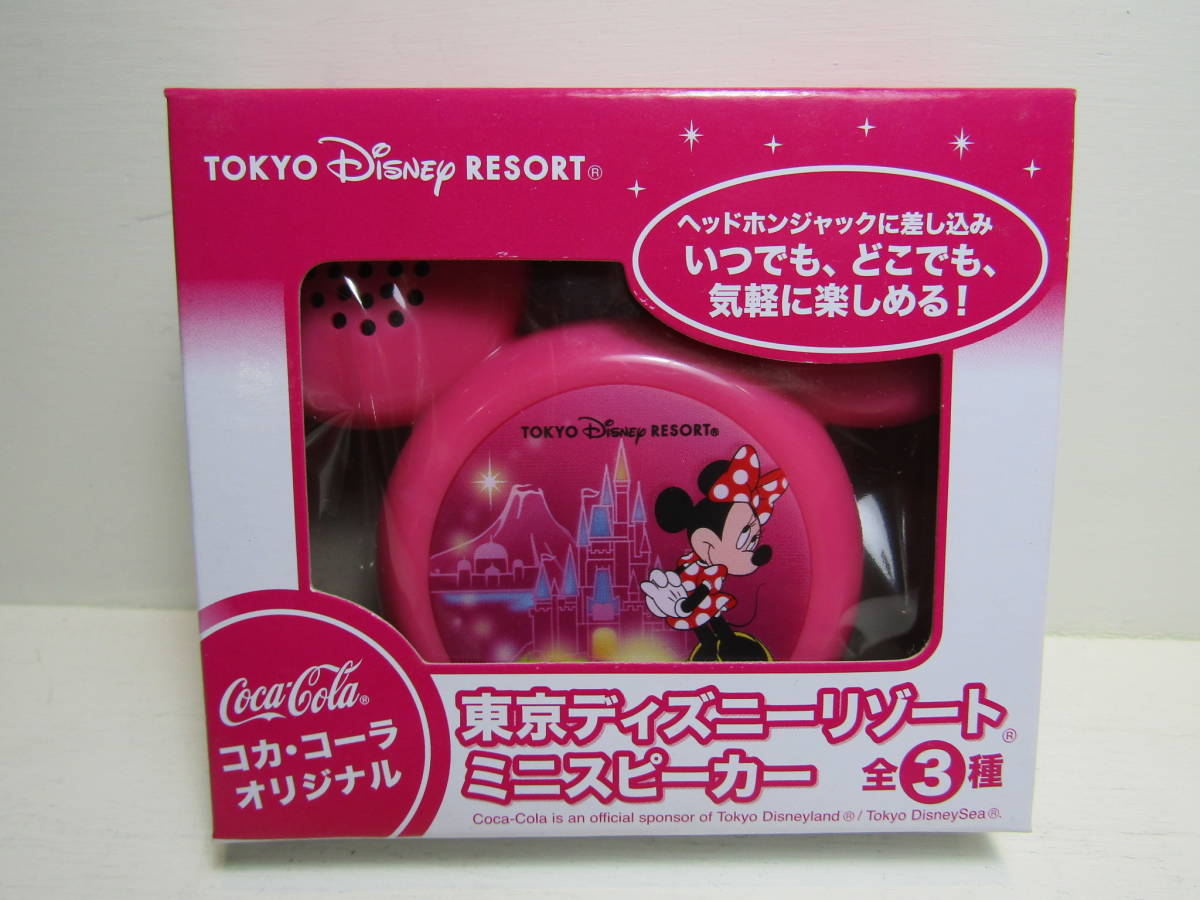 TOKYO Disney RESORT®
ヘッドホンジャックに差し込み
いつでも、どこでも、
気軽に楽しめる!
TOKYO Disney RESORT®
Coca-Cola®
コカ・コーラ
オリジナル
東京ディズニーリゾート®
ミニスピーカー 全3種
Coca-Cola is an official sponsor of Tokyo Disneyland®/Tokyo DisneySea®.